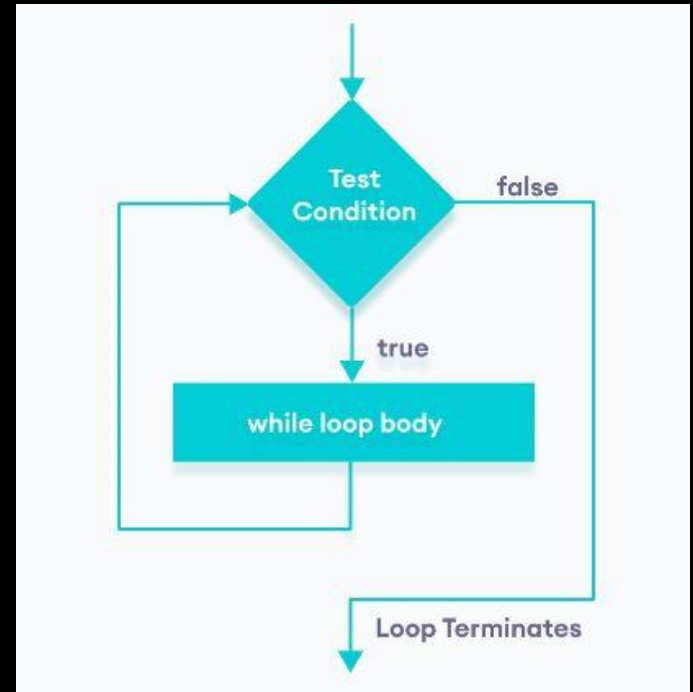 Test
Condition
false
true
while loop body
Loop Terminates